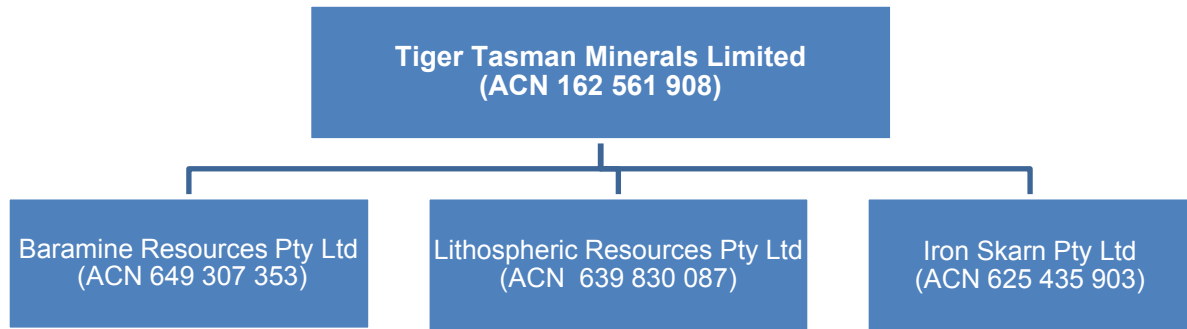 Tiger Tasman Minerals Limited
(ACN 162 561 908)
Baramine Resources Pty Ltd
(ACN 649 307 353)
Lithospheric Resources Pty Ltd
(ACN  639 830 087)
Iron Skarn Pty Ltd
(ACN 625 435 903)